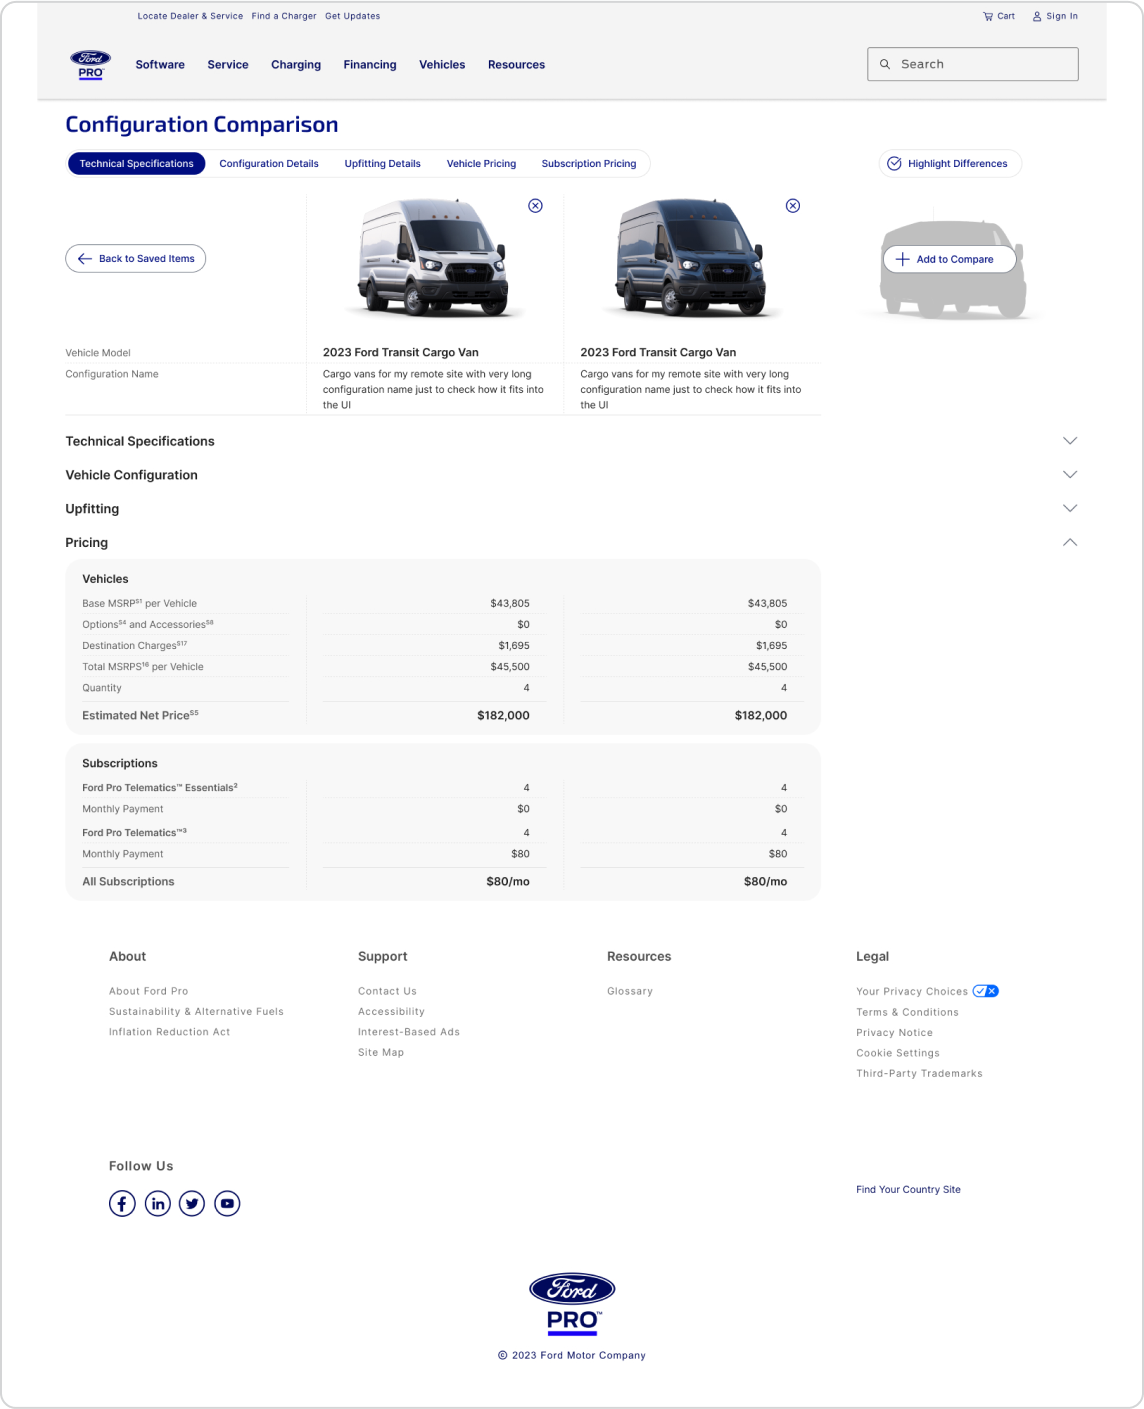 Locate Dealer & Service Find a Charger Get Updates Cart Sign In
Ford
PRO Software Service Charging Financing Vehicles Resources Search
Configuration Comparison
Technical Specifications Configuration Details Upfitting Details Vehicle Pricing Subscription Pricing Highlight Differences
Back to Saved Items Add to Compare
Vehicle Model 2023 Ford Transit Cargo Van 2023 Ford Transit Cargo Van
Configuration Name Cargo vans for my remote site with very long Cargo vans for my remote site with very long
configuration name just to check how it fits into configuration name just to check how it fits into
the UI the UI
Technical Specifications
Vehicle Configuration
Upfitting
Pricing
Vehicles
Base MSRP^S1 per Vehicle $43,805 $43,805
Options^S4 and Accessories^S8 $0 $0
Destination Charges^S17 $1,695 $1,695
Total MSRPS^16 per Vehicle $45,500 $45,500
Quantity 4 4
Estimated Net Price^S5 $182,000 $182,000
Subscriptions
Ford Pro Telematics™ Essentials² 4 4
Monthly Payment $0 $0
Ford Pro Telematics™³ 4 4
Monthly Payment $80 $80
All Subscriptions $80/mo $80/mo
About Support Resources Legal
About Ford Pro Contact Us Glossary Your Privacy Choices
Sustainability & Alternative Fuels Accessibility Terms & Conditions
Inflation Reduction Act Interest-Based Ads Privacy Notice
Site Map Cookie Settings
Third-Party Trademarks
Follow Us
Find Your Country Site
Ford
PRO™
© 2023 Ford Motor Company